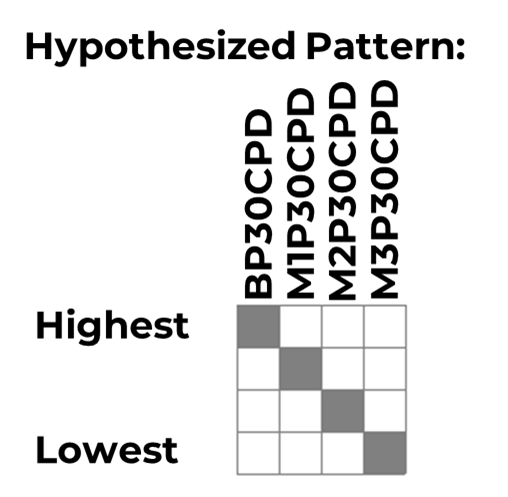 Hypothesized Pattern:
BP30CPD
M1P30CPD
M2P30CPD
M3P30CPD
Highest
Lowest